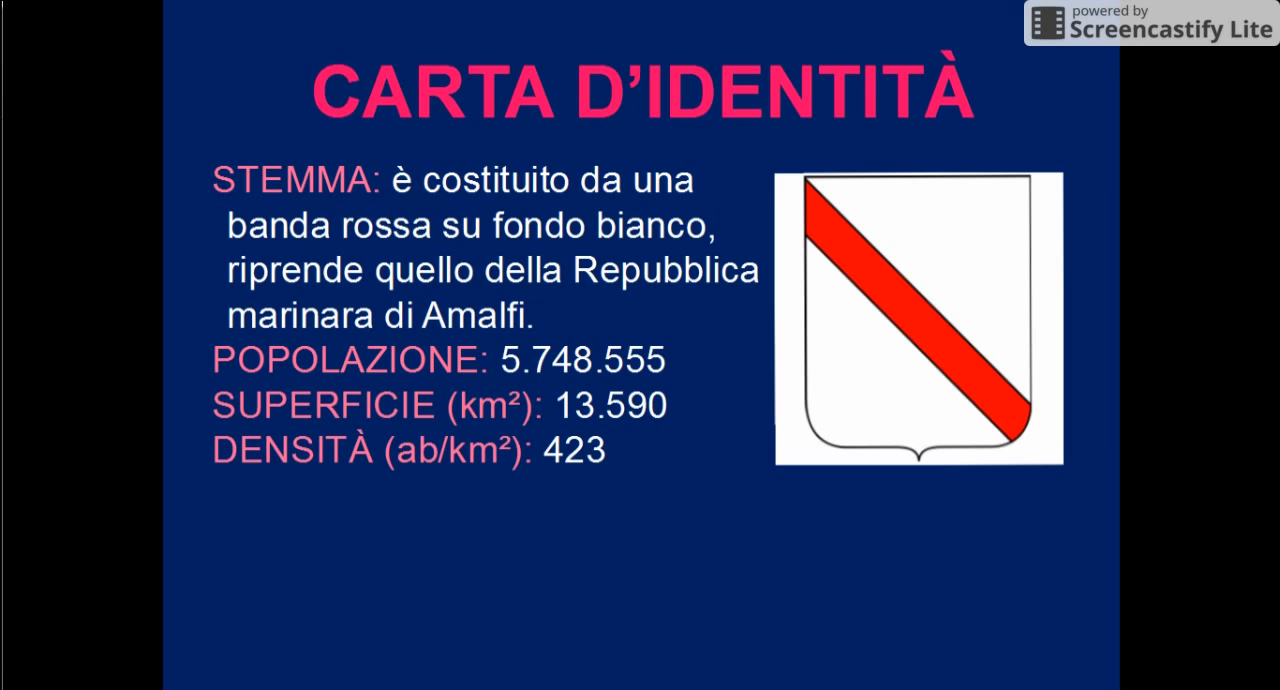 powered by
Screencastify Lite
CARTA D’IDENTITÀ
STEMMA: è costituito da una
banda rossa su fondo bianco,
riprende quello della Repubblica
marinara di Amalfi.
POPOLAZIONE: 5.748.555
SUPERFICIE (km²): 13.590
DENSITÀ (ab/km²): 423